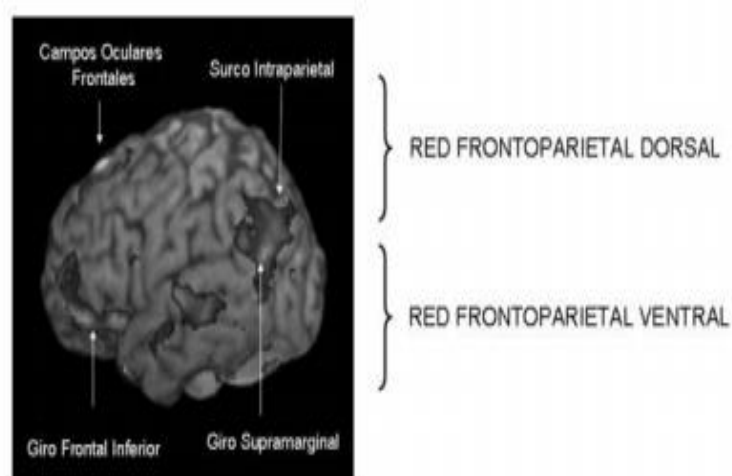 Campos Oculares
Frontales
Surco Intraparietal
RED FRONTOPARIETAL DORSAL
RED FRONTOPARIETAL VENTRAL
Giro Frontal Inferior
Giro Supramarginal